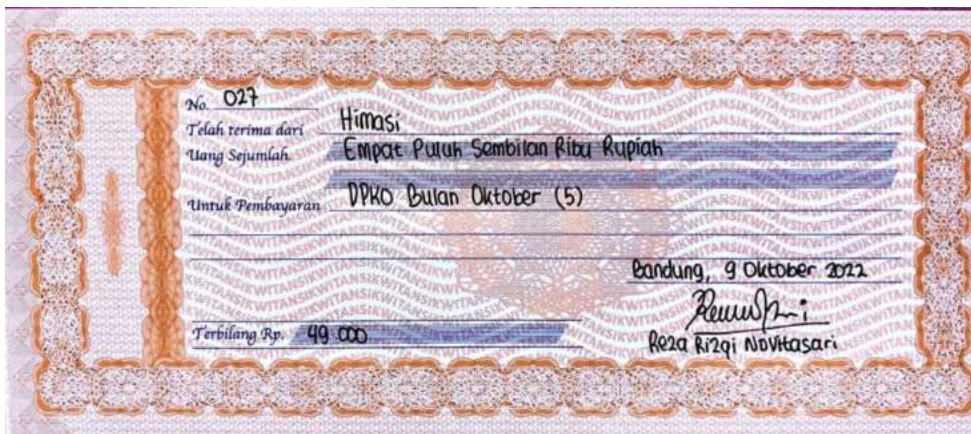 No. 027
Telah terima dari Himasi
Uang Sejumlah Empat Puluh Sembilan Ribu Rupiah
Untuk Pembayaran DPKO Bulan Oktober (5)
Bandung, 9 Oktober 2022
Terbilang Rp. 49 000
Reza Rizqi Novitasari